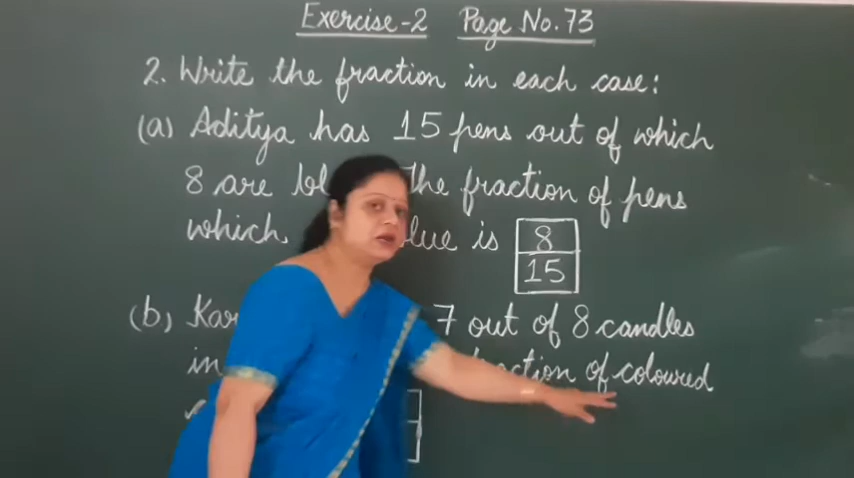 Exercise-2 Page No. 73
2. Write the fraction in each case:
(a) Aditya has 15 pens out of which
8 are bl the fraction of pens
which lue is 8
15
(b) Kar 7 out of 8 candles
in fraction of coloured